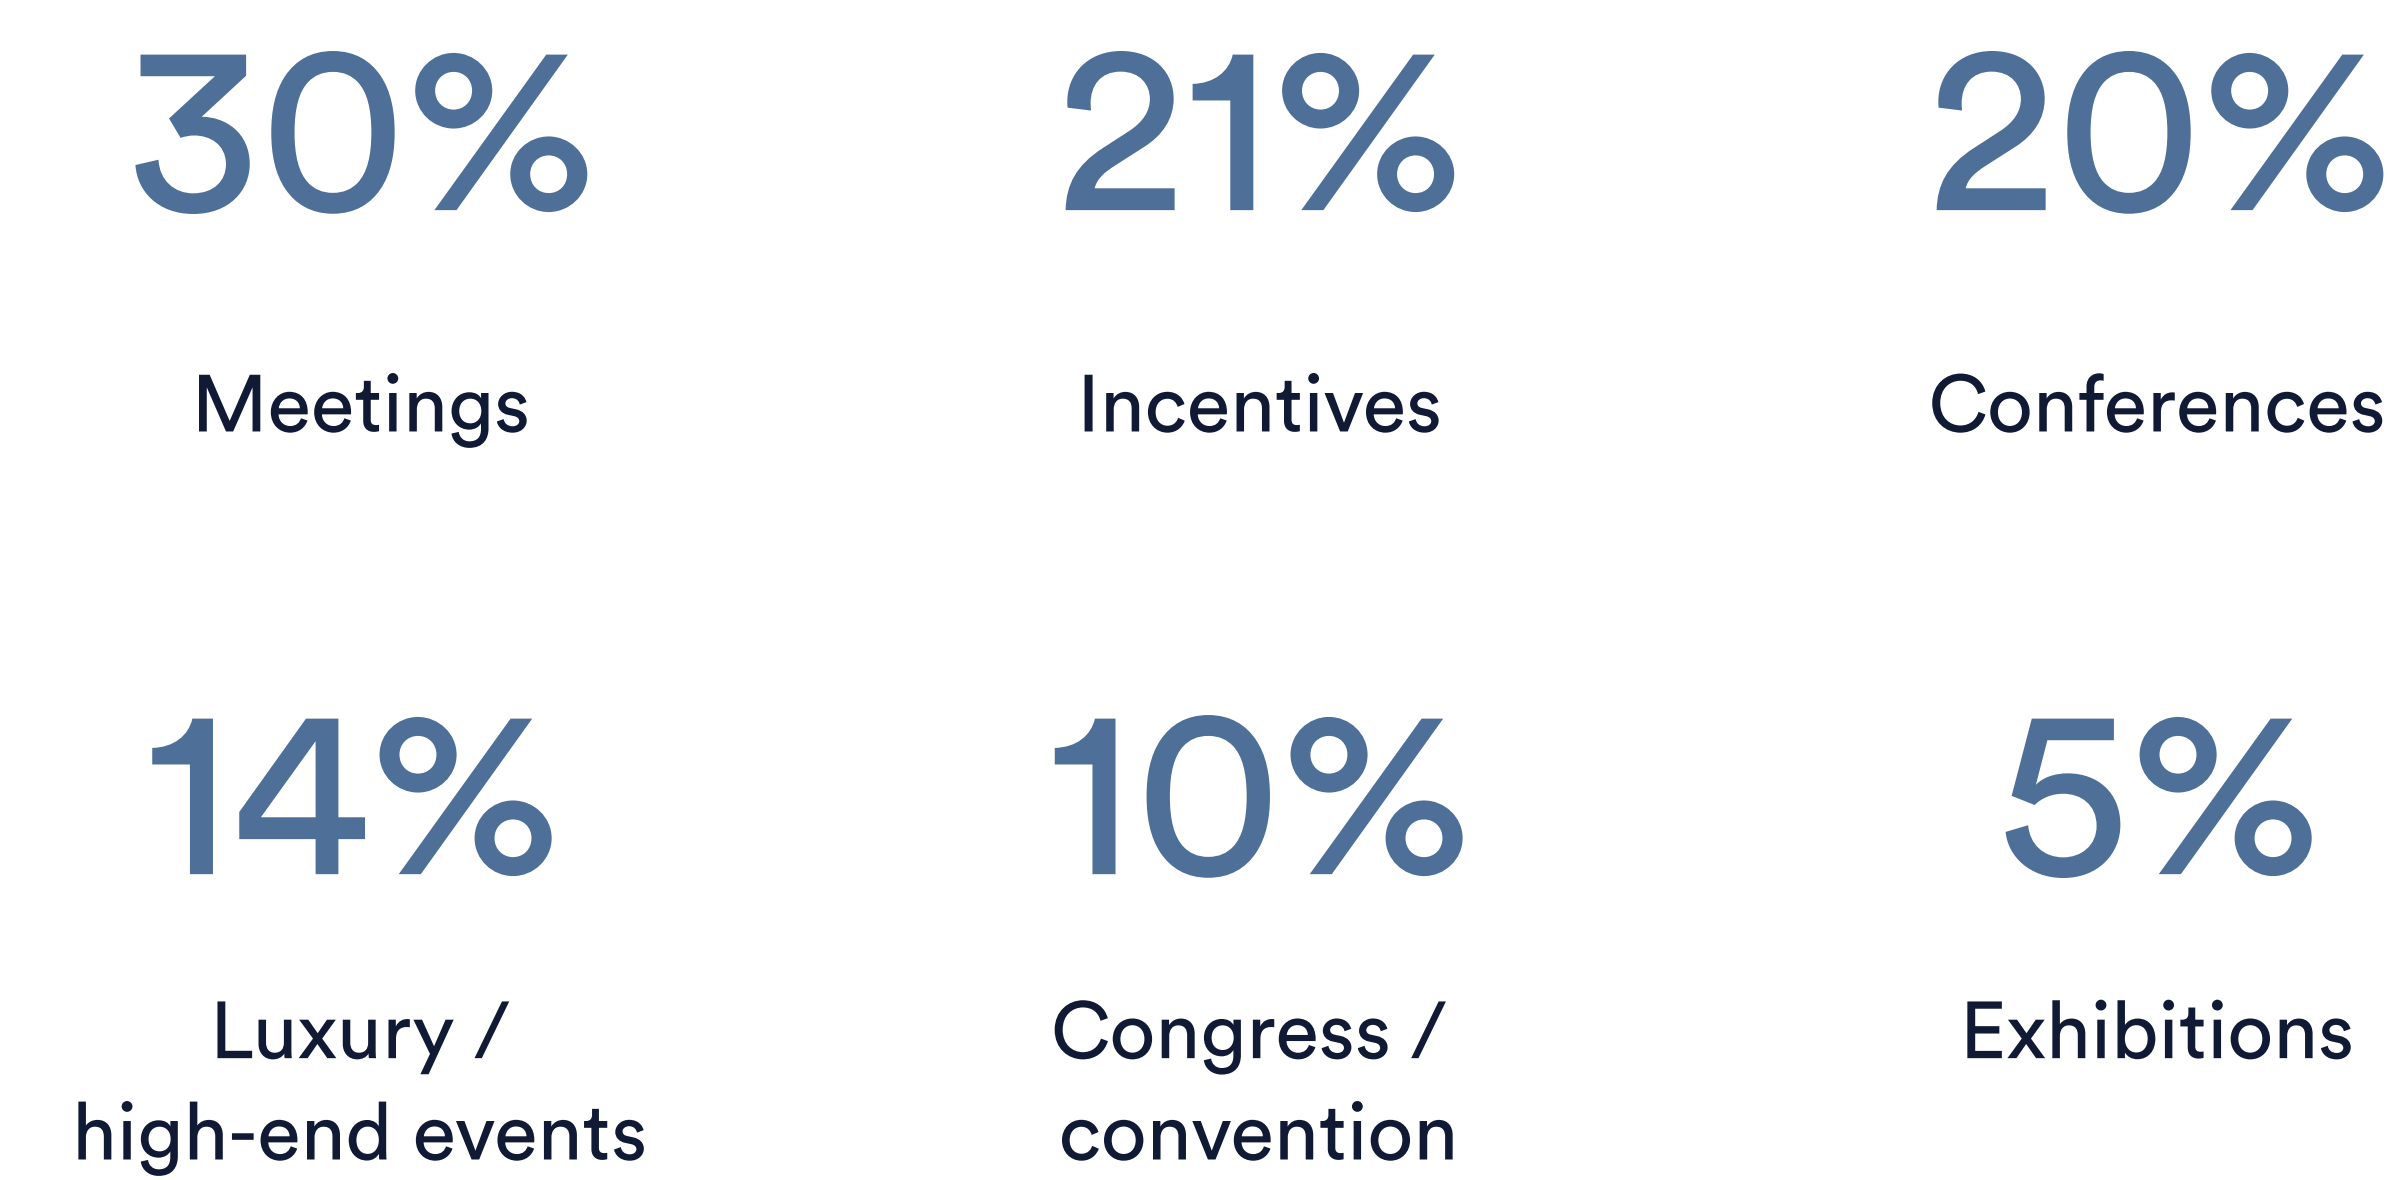 30%
21%
20%
Meetings
Incentives
Conferences
14%
10%
5%
Luxury /
high-end events
Congress /
convention
Exhibitions